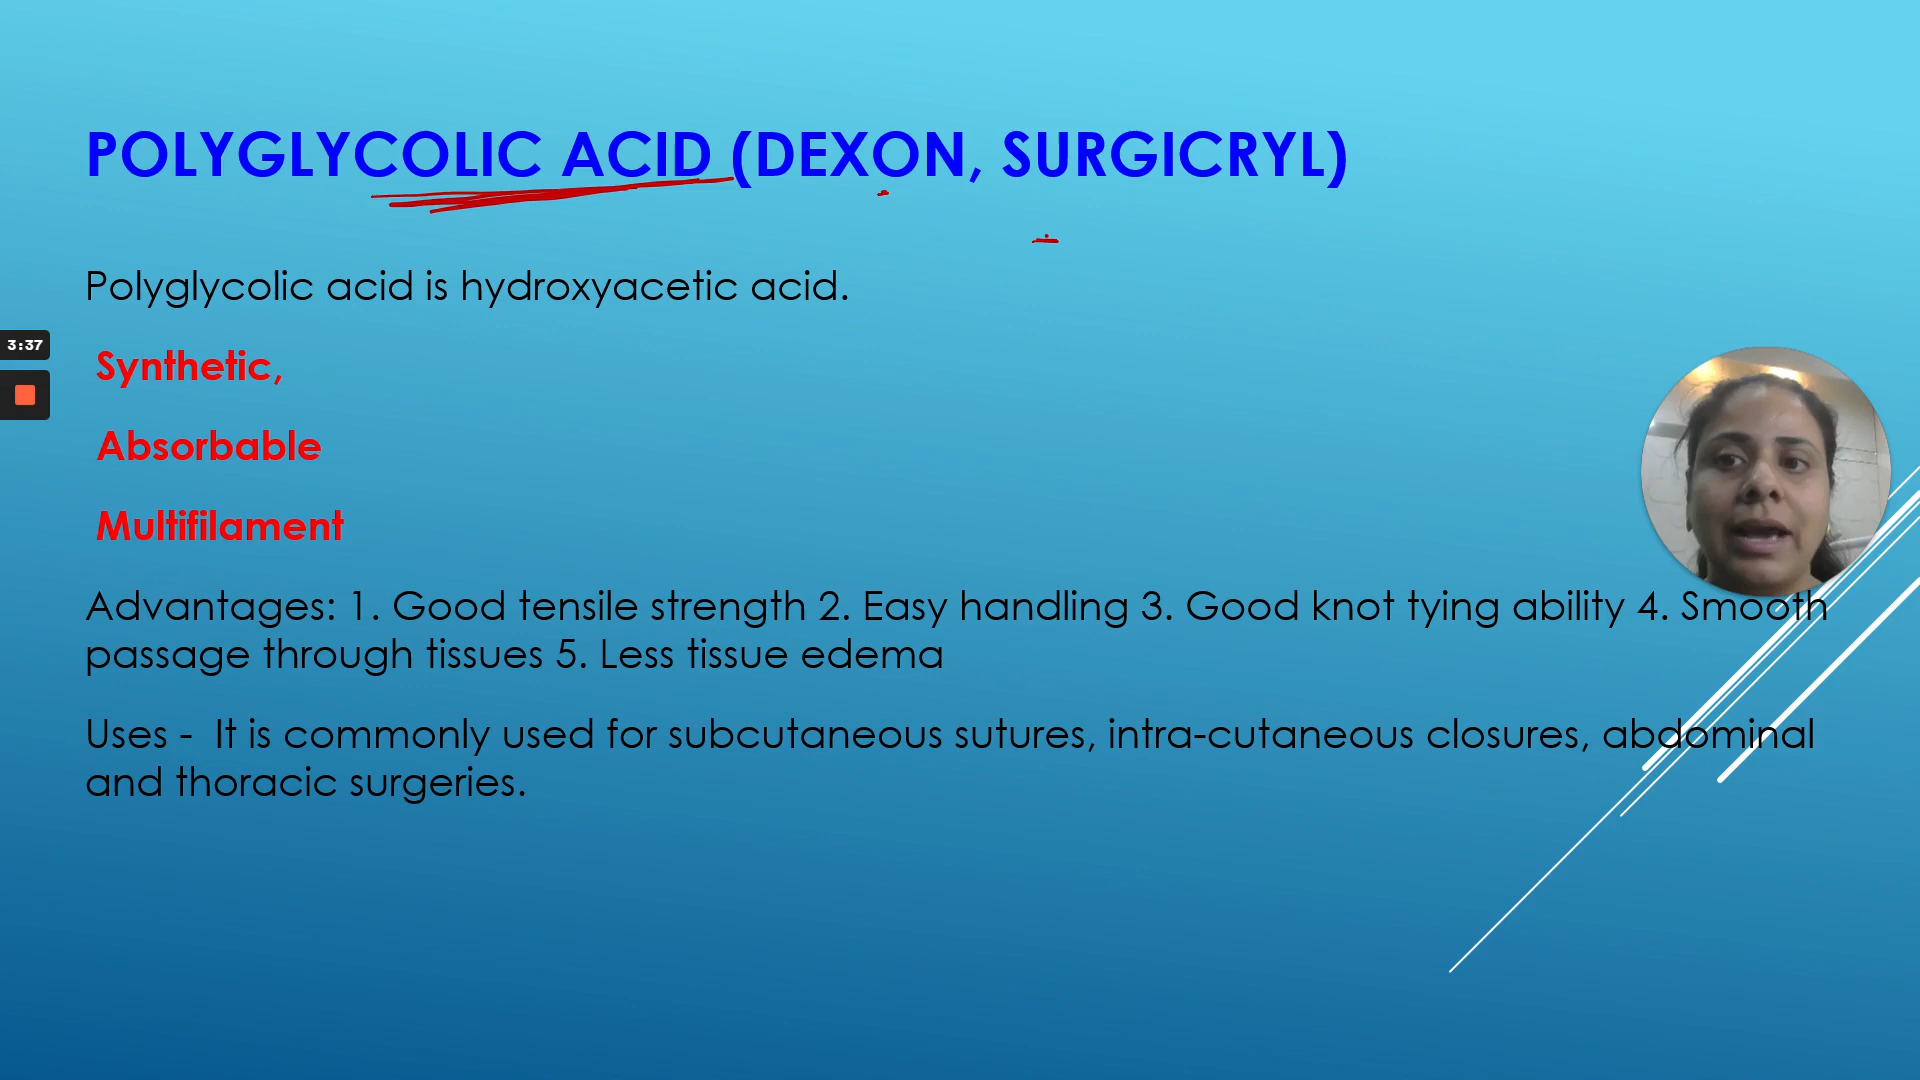 POLYGLYCOLIC ACID (DEXON, SURGICRYL)
Polyglycolic acid is hydroxyacetic acid.
3:37
Synthetic,
Absorbable
Multifilament
Advantages: 1. Good tensile strength 2. Easy handling 3. Good knot tying ability 4. Smooth
passage through tissues 5. Less tissue edema
Uses - It is commonly used for subcutaneous sutures, intra-cutaneous closures, abdominal
and thoracic surgeries.